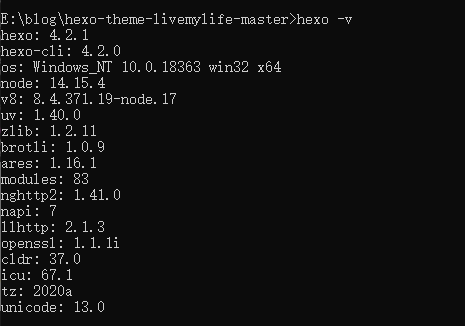 E:\blog\hexo-theme-livemylife-master>hexo -v
hexo: 4.2.1
hexo-cli: 4.2.0
os: Windows_NT 10.0.18363 win32 x64
node: 14.15.4
v8: 8.4.371.19-node.17
uv: 1.40.0
zlib: 1.2.11
brotli: 1.0.9
ares: 1.16.1
modules: 83
nghttp2: 1.41.0
napi: 7
llhttp: 2.1.3
openssl: 1.1.1i
cldr: 37.0
icu: 67.1
tz: 2020a
unicode: 13.0